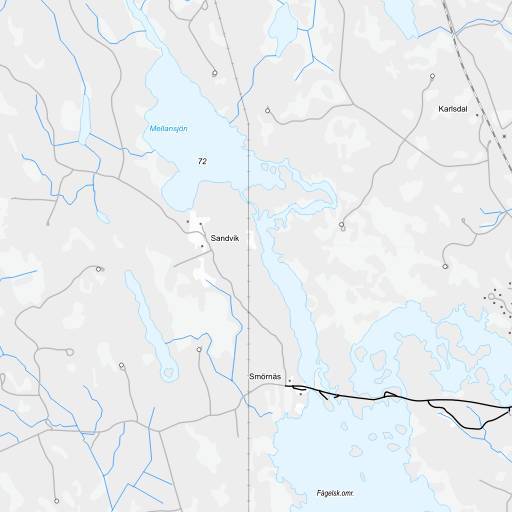 Karlsdal
Mellansjön
72
Sandvik
Smörnäs
Fågelsk.omr.